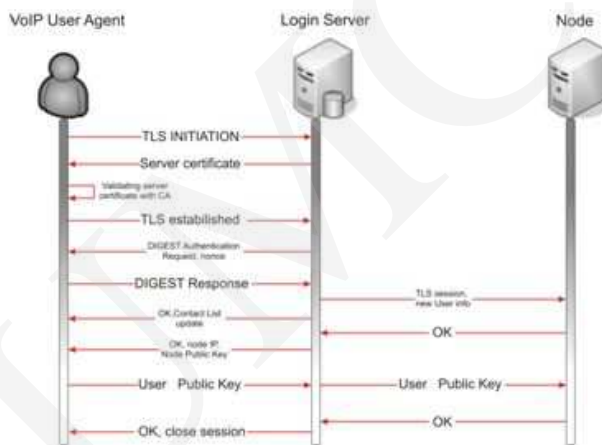 VoIP User Agent
Login Server
Node
TLS INITIATION
Server certificate
Validating server
certificate with CA
TLS estabilished
DIGEST Authentication
Request, nonce
DIGEST Response
TLS session,
new User info
OK,Contact List
update
OK
OK, node IP,
Node Public Key
User Public Key
User Public Key
OK
OK, close session
UMC